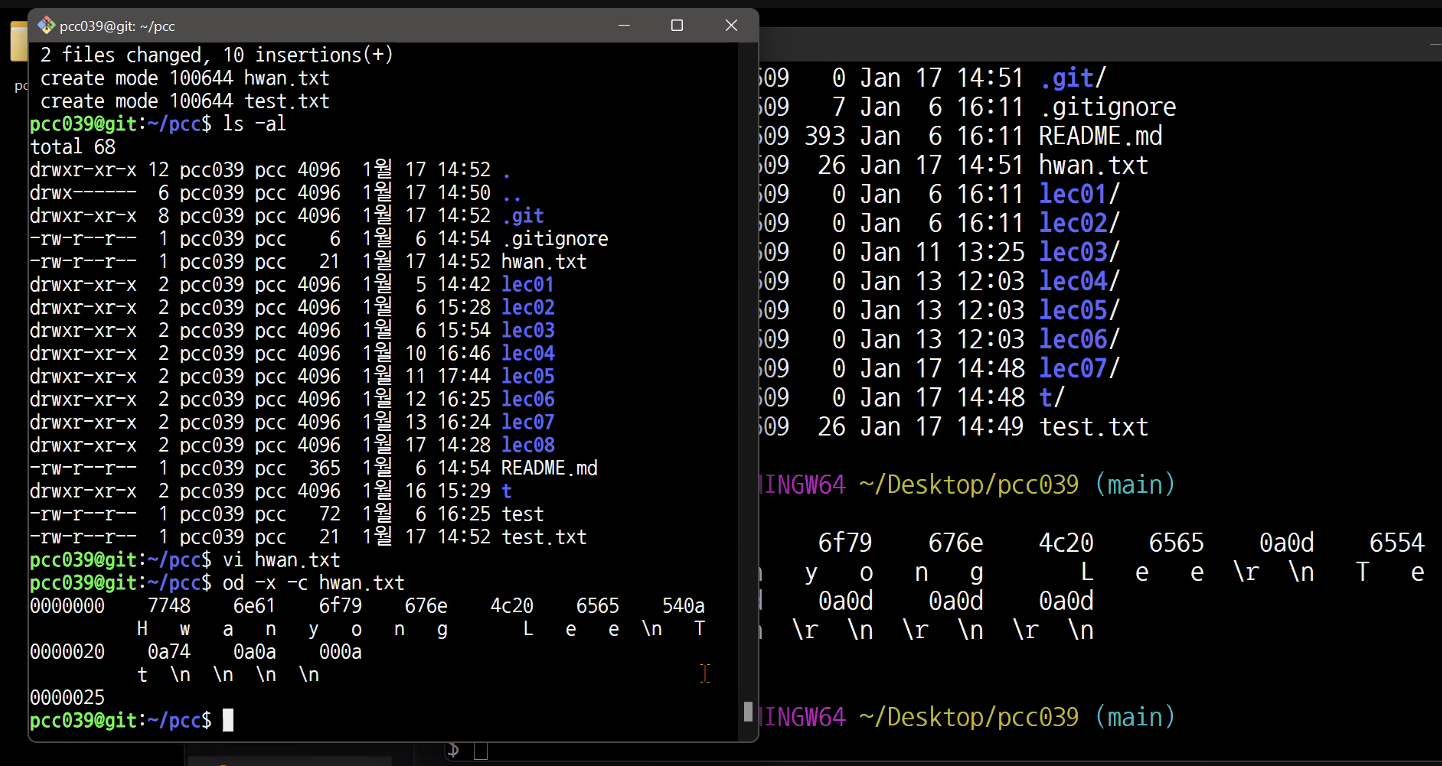 pcc039@git: ~/pcc
2 files changed, 10 insertions(+)
create mode 100644 hwan.txt
create mode 100644 test.txt
pcc039@git:~/pcc$ ls -al
total 68
drwxr-xr-x 12 pcc039 pcc 4096 1월 17 14:52 .
drwx------ 6 pcc039 pcc 4096 1월 17 14:50 ..
drwxr-xr-x 8 pcc039 pcc 4096 1월 17 14:52 .git
-rw-r--r-- 1 pcc039 pcc 6 1월 6 14:54 .gitignore
-rw-r--r-- 1 pcc039 pcc 21 1월 17 14:52 hwan.txt
drwxr-xr-x 2 pcc039 pcc 4096 1월 5 14:42 lec01
drwxr-xr-x 2 pcc039 pcc 4096 1월 6 15:28 lec02
drwxr-xr-x 2 pcc039 pcc 4096 1월 6 15:54 lec03
drwxr-xr-x 2 pcc039 pcc 4096 1월 10 16:46 lec04
drwxr-xr-x 2 pcc039 pcc 4096 1월 11 17:44 lec05
drwxr-xr-x 2 pcc039 pcc 4096 1월 12 16:25 lec06
drwxr-xr-x 2 pcc039 pcc 4096 1월 13 16:24 lec07
drwxr-xr-x 2 pcc039 pcc 4096 1월 17 14:28 lec08
-rw-r--r-- 1 pcc039 pcc 365 1월 6 14:54 README.md
drwxr-xr-x 2 pcc039 pcc 4096 1월 16 15:29 t
-rw-r--r-- 1 pcc039 pcc 72 1월 6 16:25 test
-rw-r--r-- 1 pcc039 pcc 21 1월 17 14:52 test.txt
pcc039@git:~/pcc$ vi hwan.txt
pcc039@git:~/pcc$ od -x -c hwan.txt
0000000 7748 6e61 6f79 676e 4c20 6565 540a
H w a n y o n g L e e \n T
0000020 0a74 0a0a 000a
t \n \n \n \n
0000025
pcc039@git:~/pcc$
09 0 Jan 17 14:51 .git/
09 7 Jan 6 16:11 .gitignore
09 393 Jan 6 16:11 README.md
09 26 Jan 17 14:51 hwan.txt
09 0 Jan 6 16:11 lec01/
09 0 Jan 6 16:11 lec02/
09 0 Jan 11 13:25 lec03/
09 0 Jan 13 12:03 lec04/
09 0 Jan 13 12:03 lec05/
09 0 Jan 13 12:03 lec06/
09 0 Jan 17 14:48 lec07/
09 0 Jan 17 14:48 t/
09 26 Jan 17 14:49 test.txt
INGW64 ~/Desktop/pcc039 (main)
6f79 676e 4c20 6565 0a0d 6554
y o n g L e e \r \n T e
0a0d 0a0d 0a0d
\r \n \r \n \r \n
INGW64 ~/Desktop/pcc039 (main)
$